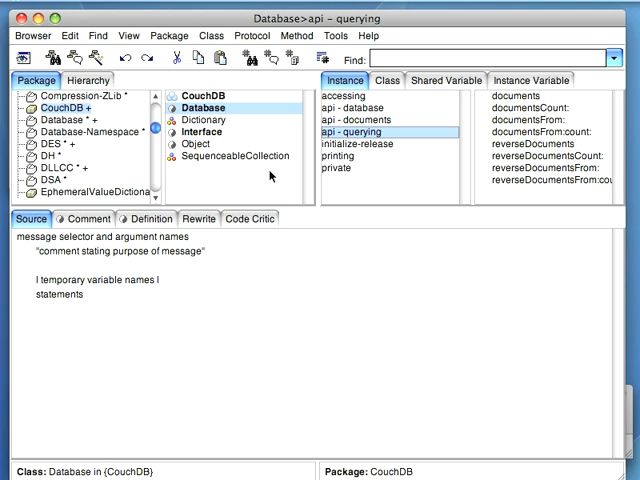 Database>api - querying
Browser Edit Find View Package Class Protocol Method Tools Help
Find:
Package Hierarchy
Instance Class Shared Variable Instance Variable
Compression-ZLib *
CouchDB +
Database * +
Database-Namespace *
DES * +
DH *
DLLCC * +
DSA *
EphemeralValueDictiona
CouchDB
Database
Dictionary
Interface
Object
SequenceableCollection
accessing
api - database
api - documents
api - querying
initialize-release
printing
private
documents
documentsCount:
documentsFrom:
documentsFrom:count:
reverseDocuments
reverseDocumentsCount:
reverseDocumentsFrom:
reverseDocumentsFrom:cou
Source Comment Definition Rewrite Code Critic
message selector and argument names
"comment stating purpose of message"
| temporary variable names |
statements
Class: Database in {CouchDB}
Package: CouchDB